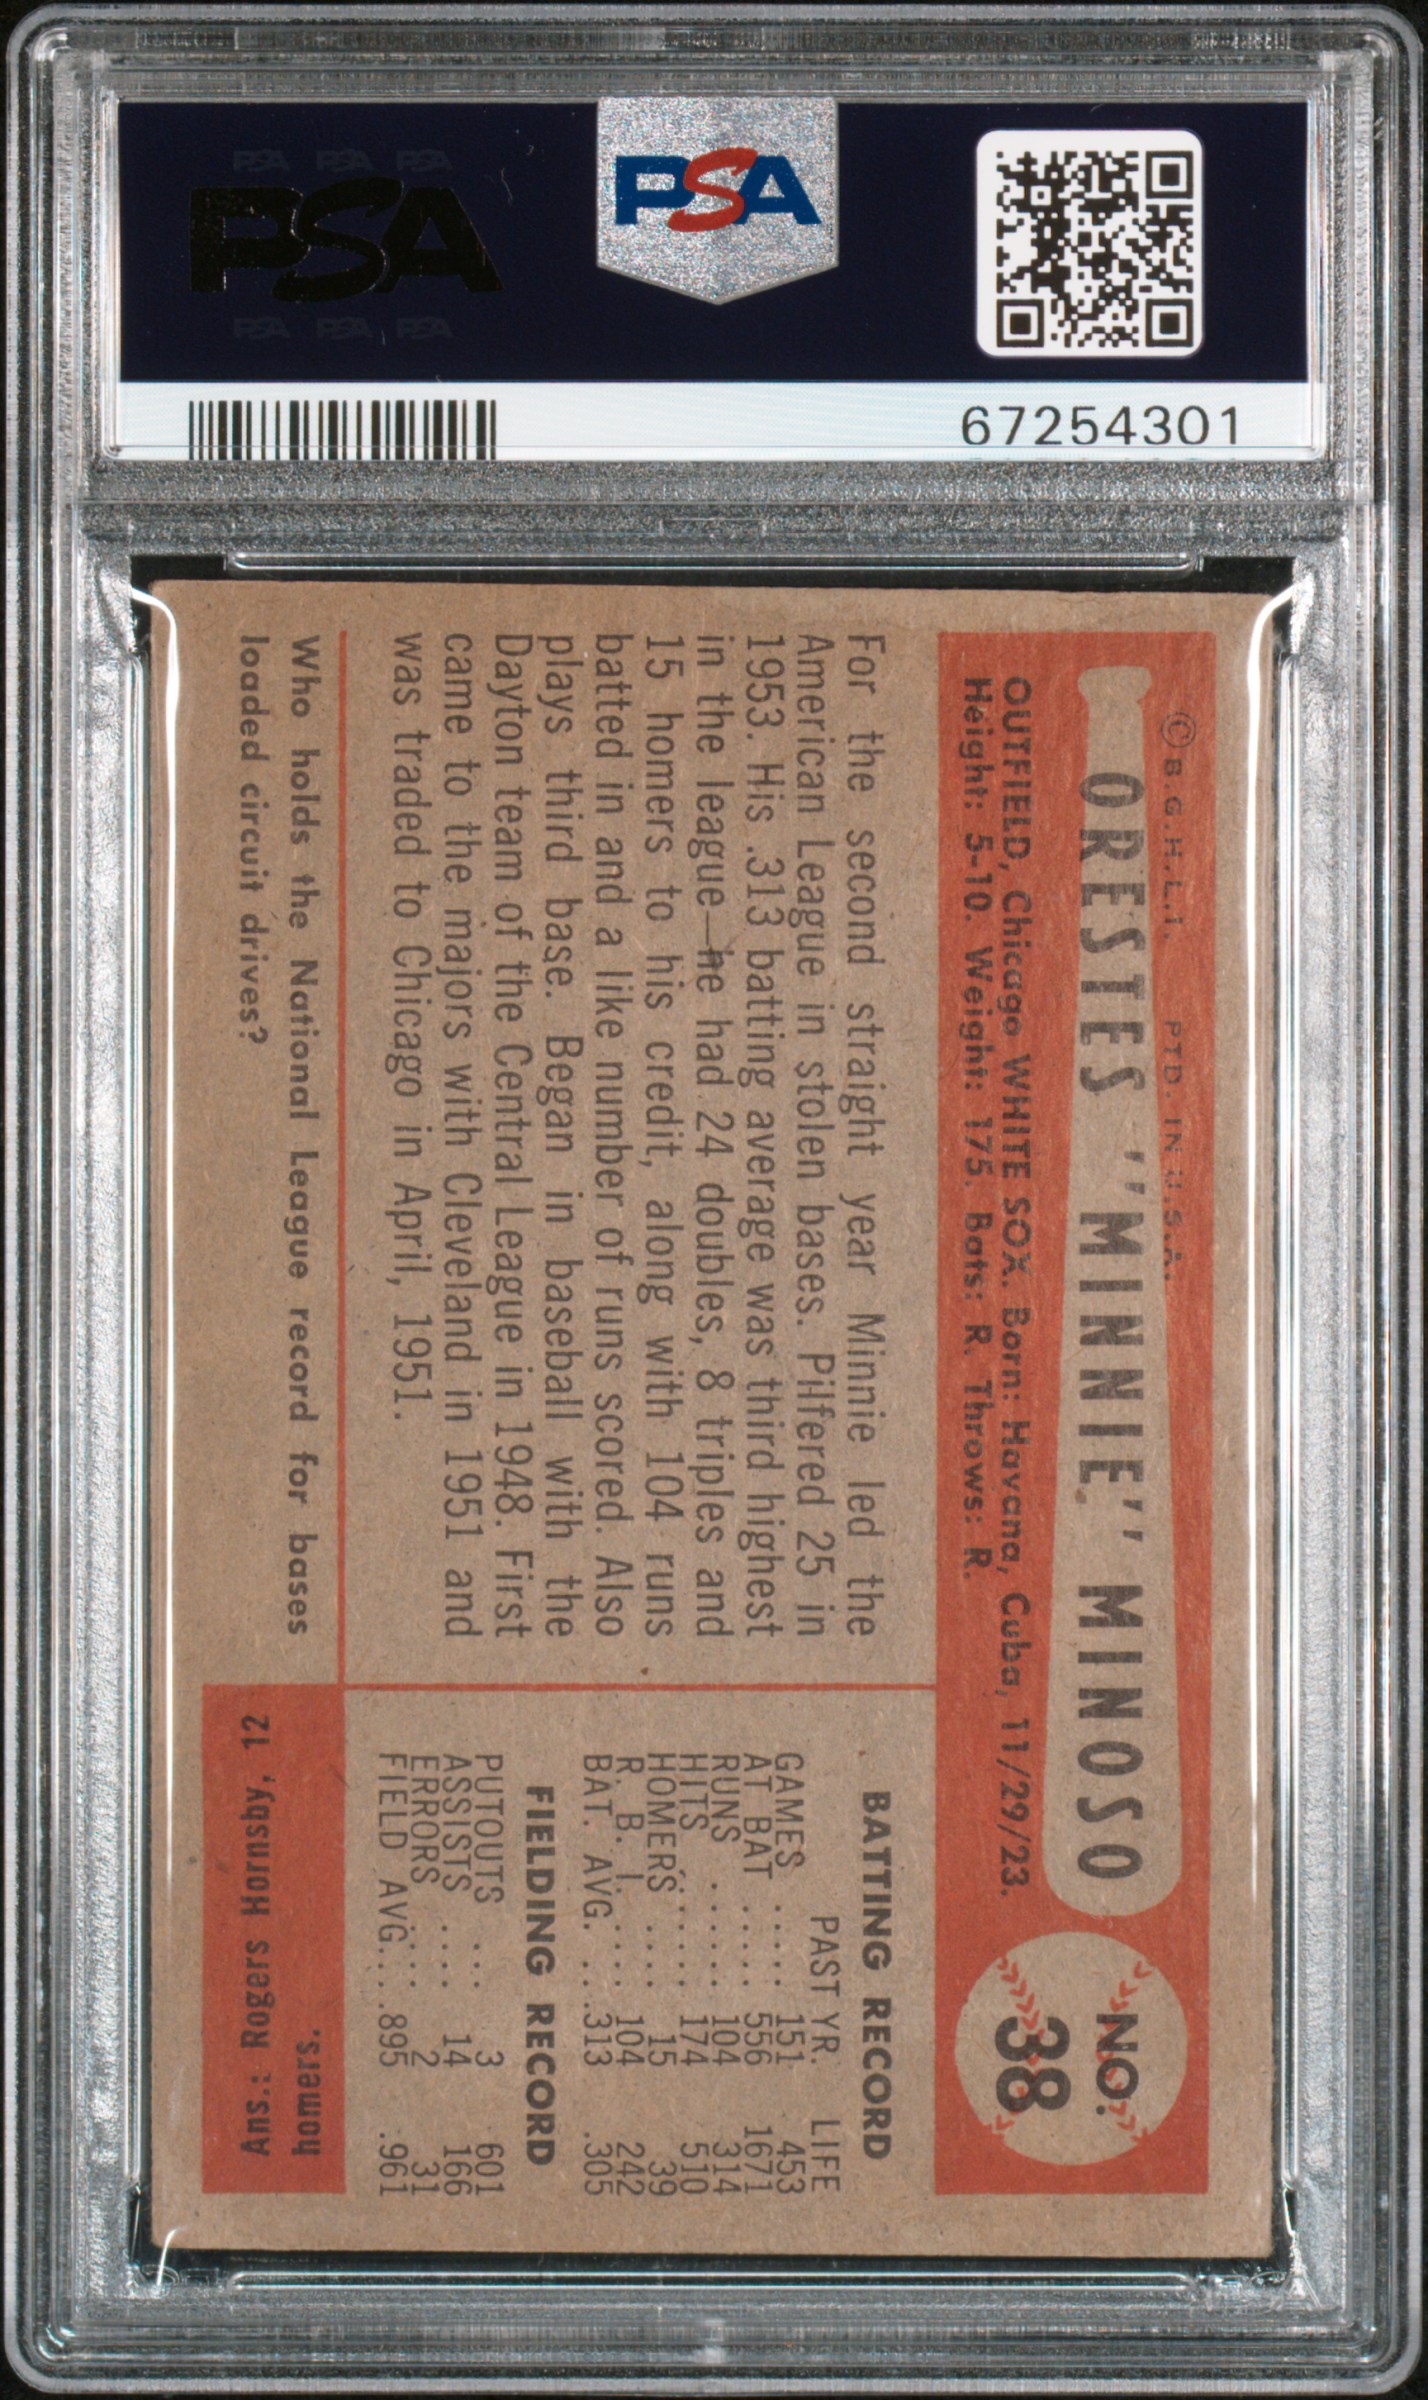 PSA PSA PSA
PSA
PSA PSA PSA
PSA
67254301
©B.G.H.L.I. PTD. IN U.S.A.
ORESTES "MINNIE" MINOSO
NO.
38
OUTFIELD, Chicago WHITE SOX. Born: Havana, Cuba, 11/29/23.
Height: 5-10. Weight: 175. Bats: R. Throws: R.
For the second straight year Minnie led the
American League in stolen bases. Pilfered 25 in
1953. His .313 batting average was third highest
in the league—he had 24 doubles, 8 triples and
15 homers to his credit, along with 104 runs
batted in and a like number of runs scored. Also
plays third base. Began in baseball with the
Dayton team of the Central League in 1948. First
came to the majors with Cleveland in 1951 and
was traded to Chicago in April, 1951.
BATTING RECORD
PAST YR. LIFE
GAMES .... 151 453
AT BAT ..... 556 1671
RUNS ...... 104 314
HITS ...... 174 510
HOMERS .... 15 39
R. B. I. .... 104 242
BAT. AVG. ...313 .305
FIELDING RECORD
PUTOUTS ... 3 601
ASSISTS .... 14 166
ERRORS .... 2 31
FIELD AVG....895 .961
Who holds the National League record for bases
loaded circuit drives?
Ans.: Rogers Hornsby, 12
homers.